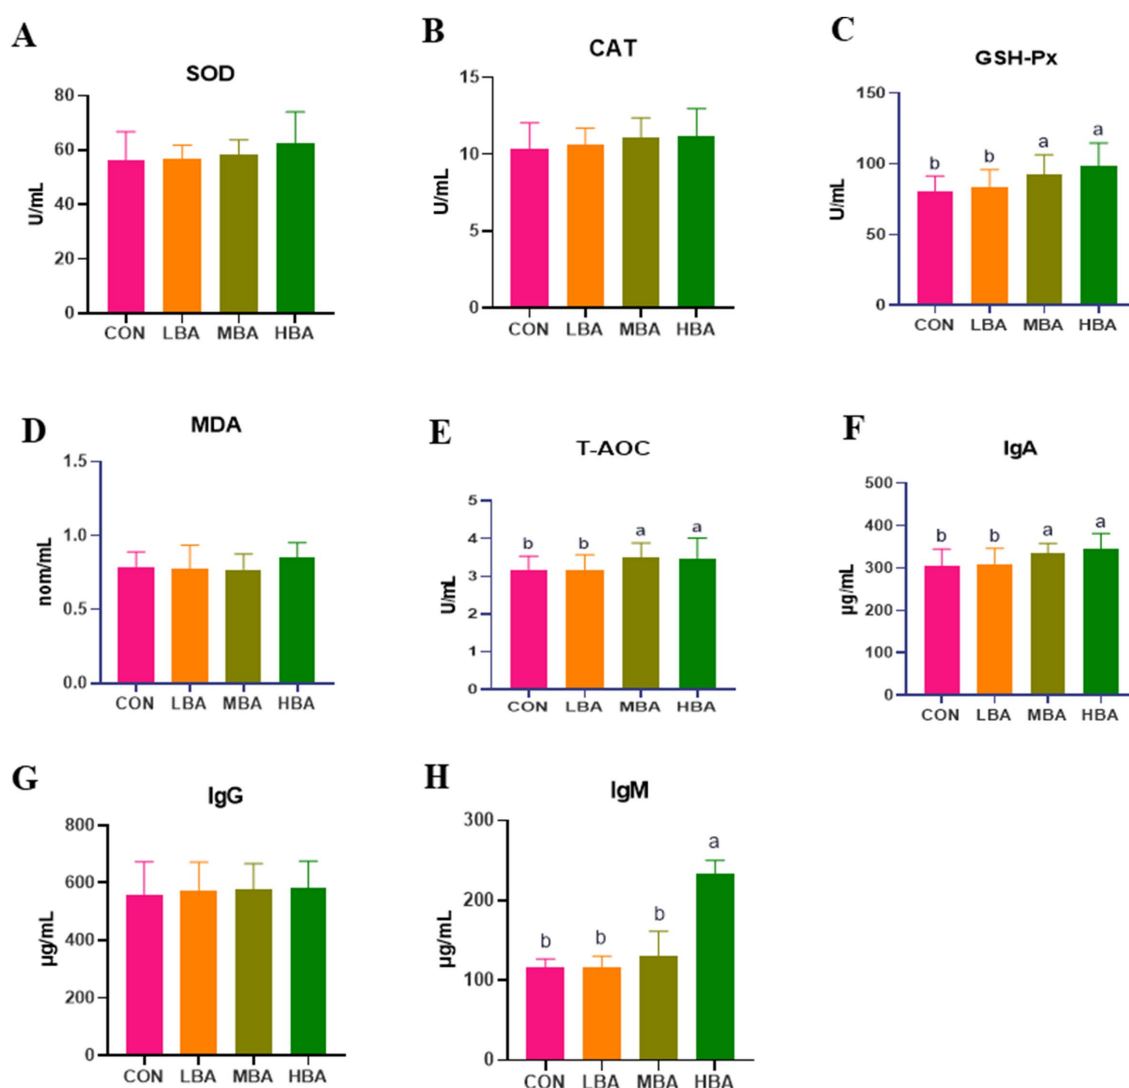 A
SOD
80
60
40
20
0
U/mL
CON LBA MBA HBA
B
CAT
15
10
5
0
U/mL
CON LBA MBA HBA
C
GSH-Px
150
100
50
0
U/mL
b b a a
CON LBA MBA HBA
D
MDA
1.5
1.0
0.5
0.0
nom/mL
CON LBA MBA HBA
E
T-AOC
5
4
3
2
1
0
U/mL
b b a a
CON LBA MBA HBA
F
IgA
500
400
300
200
100
0
µg/mL
b b a a
CON LBA MBA HBA
G
IgG
800
600
400
200
0
µg/mL
CON LBA MBA HBA
H
IgM
300
200
100
0
µg/mL
b b b a
CON LBA MBA HBA